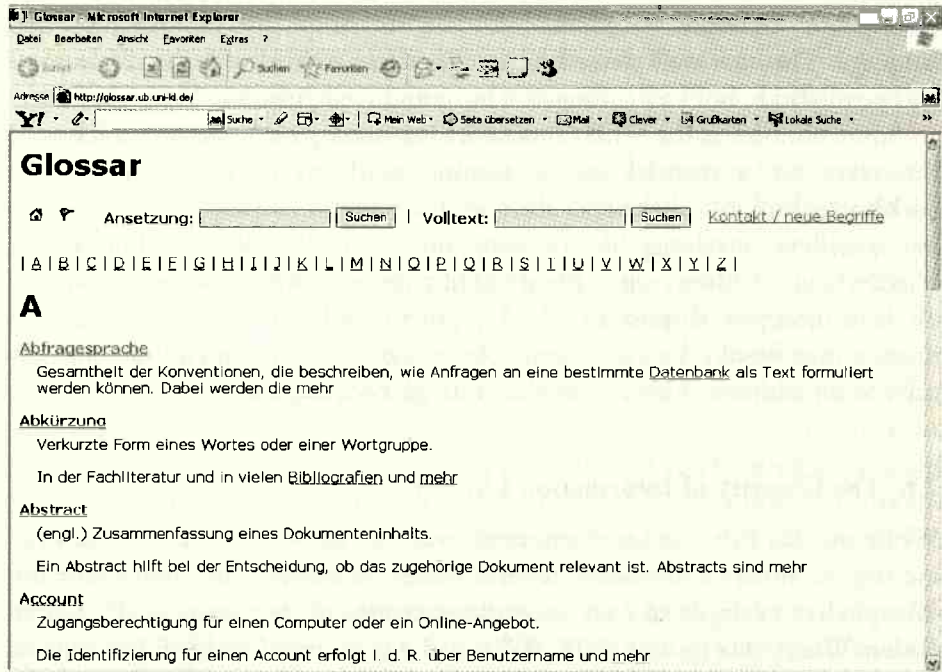 Glossar - Microsoft Internet Explorer
Datei Bearbeiten Ansicht Favoriten Extras ?
Suchen Favoriten
Adresse http://glossar.ub.uni-kl.de/
Y! Suche Mein Web Seite übersetzen Mail Clever Grußkarten Lokale Suche »
Glossar
Ansetzung: Suchen | Volltext: Suchen Kontakt / neue Begriffe
| A | B | C | D | E | F | G | H | I | J | K | L | M | N | O | P | Q | R | S | T | U | V | W | X | Y | Z |
A
Abfragesprache
Gesamtheit der Konventionen, die beschreiben, wie Anfragen an eine bestimmte Datenbank als Text formuliert
werden können. Dabei werden die mehr
Abkürzung
Verkurzte Form eines Wortes oder einer Wortgruppe.
In der Fachliteratur und in vielen Bibliografien und mehr
Abstract
(engl.) Zusammenfassung eines Dokumenteninhalts.
Ein Abstract hilft bei der Entscheidung, ob das zugehörige Dokument relevant ist. Abstracts sind mehr
Account
Zugangsberechtigung für einen Computer oder ein Online-Angebot.
Die Identifizierung für einen Account erfolgt i. d. R. über Benutzername und mehr